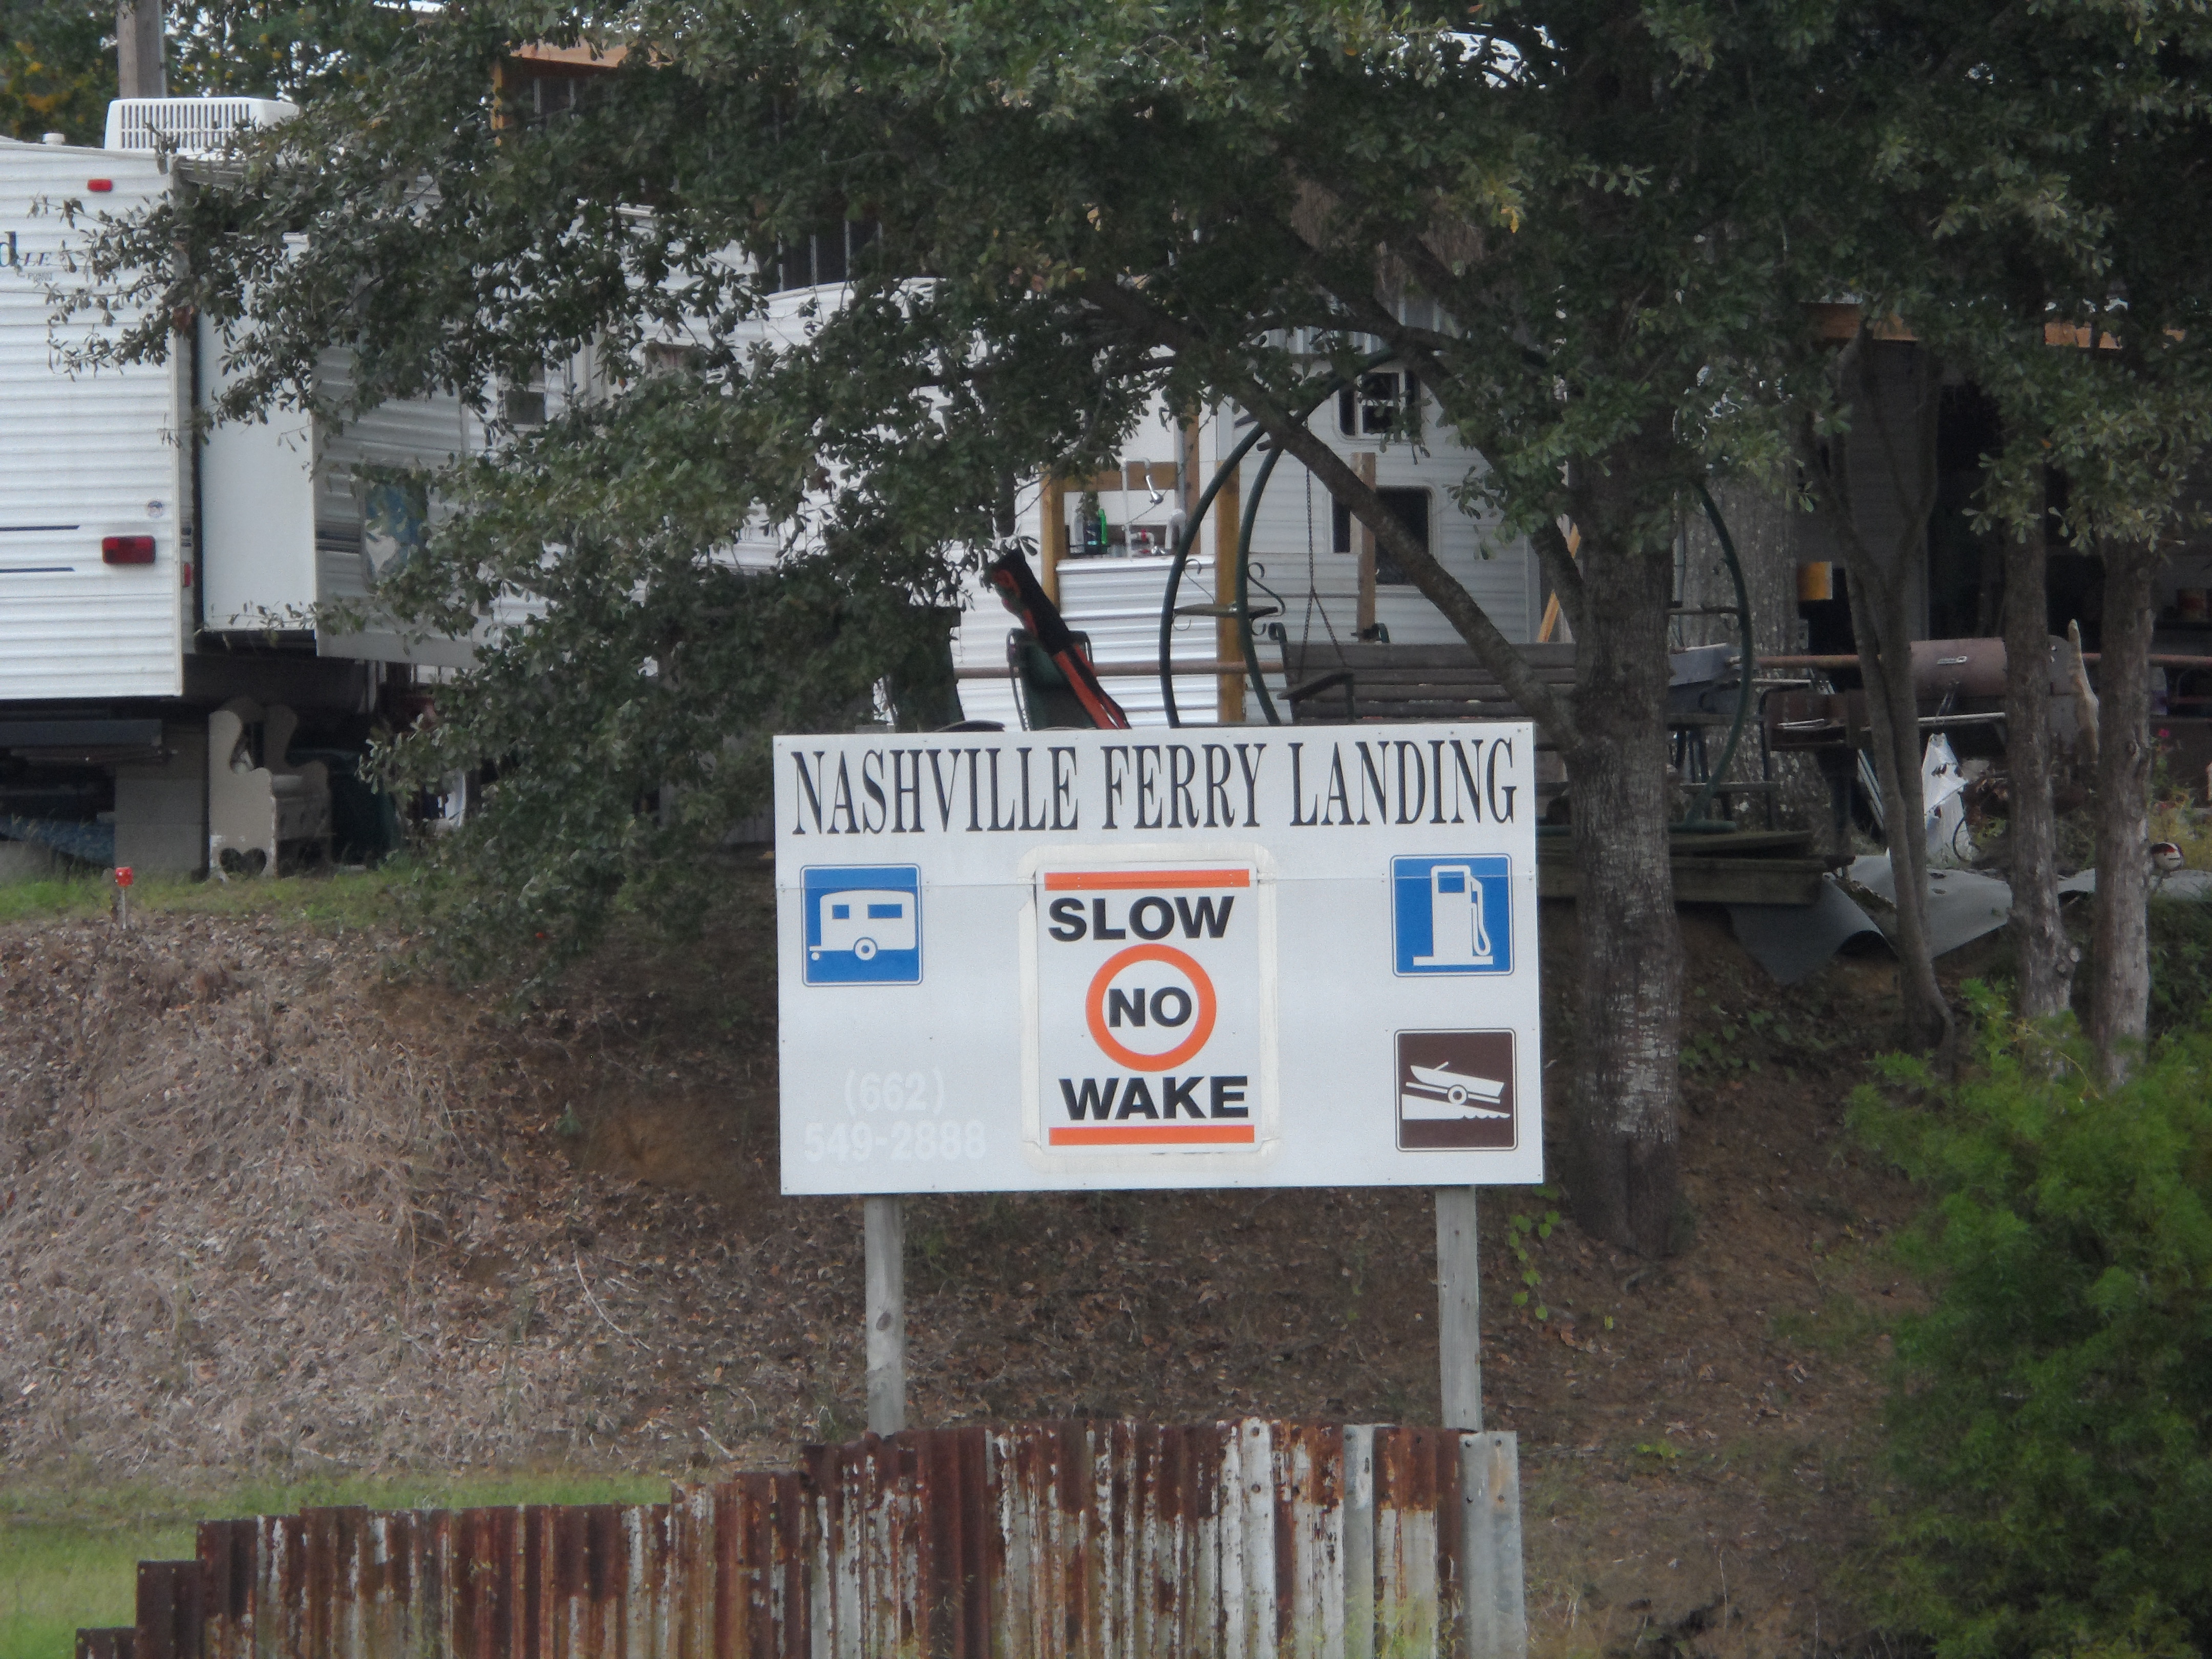 NASHVILLE FERRY LANDING
SLOW
NO
WAKE
(662)
549-2888